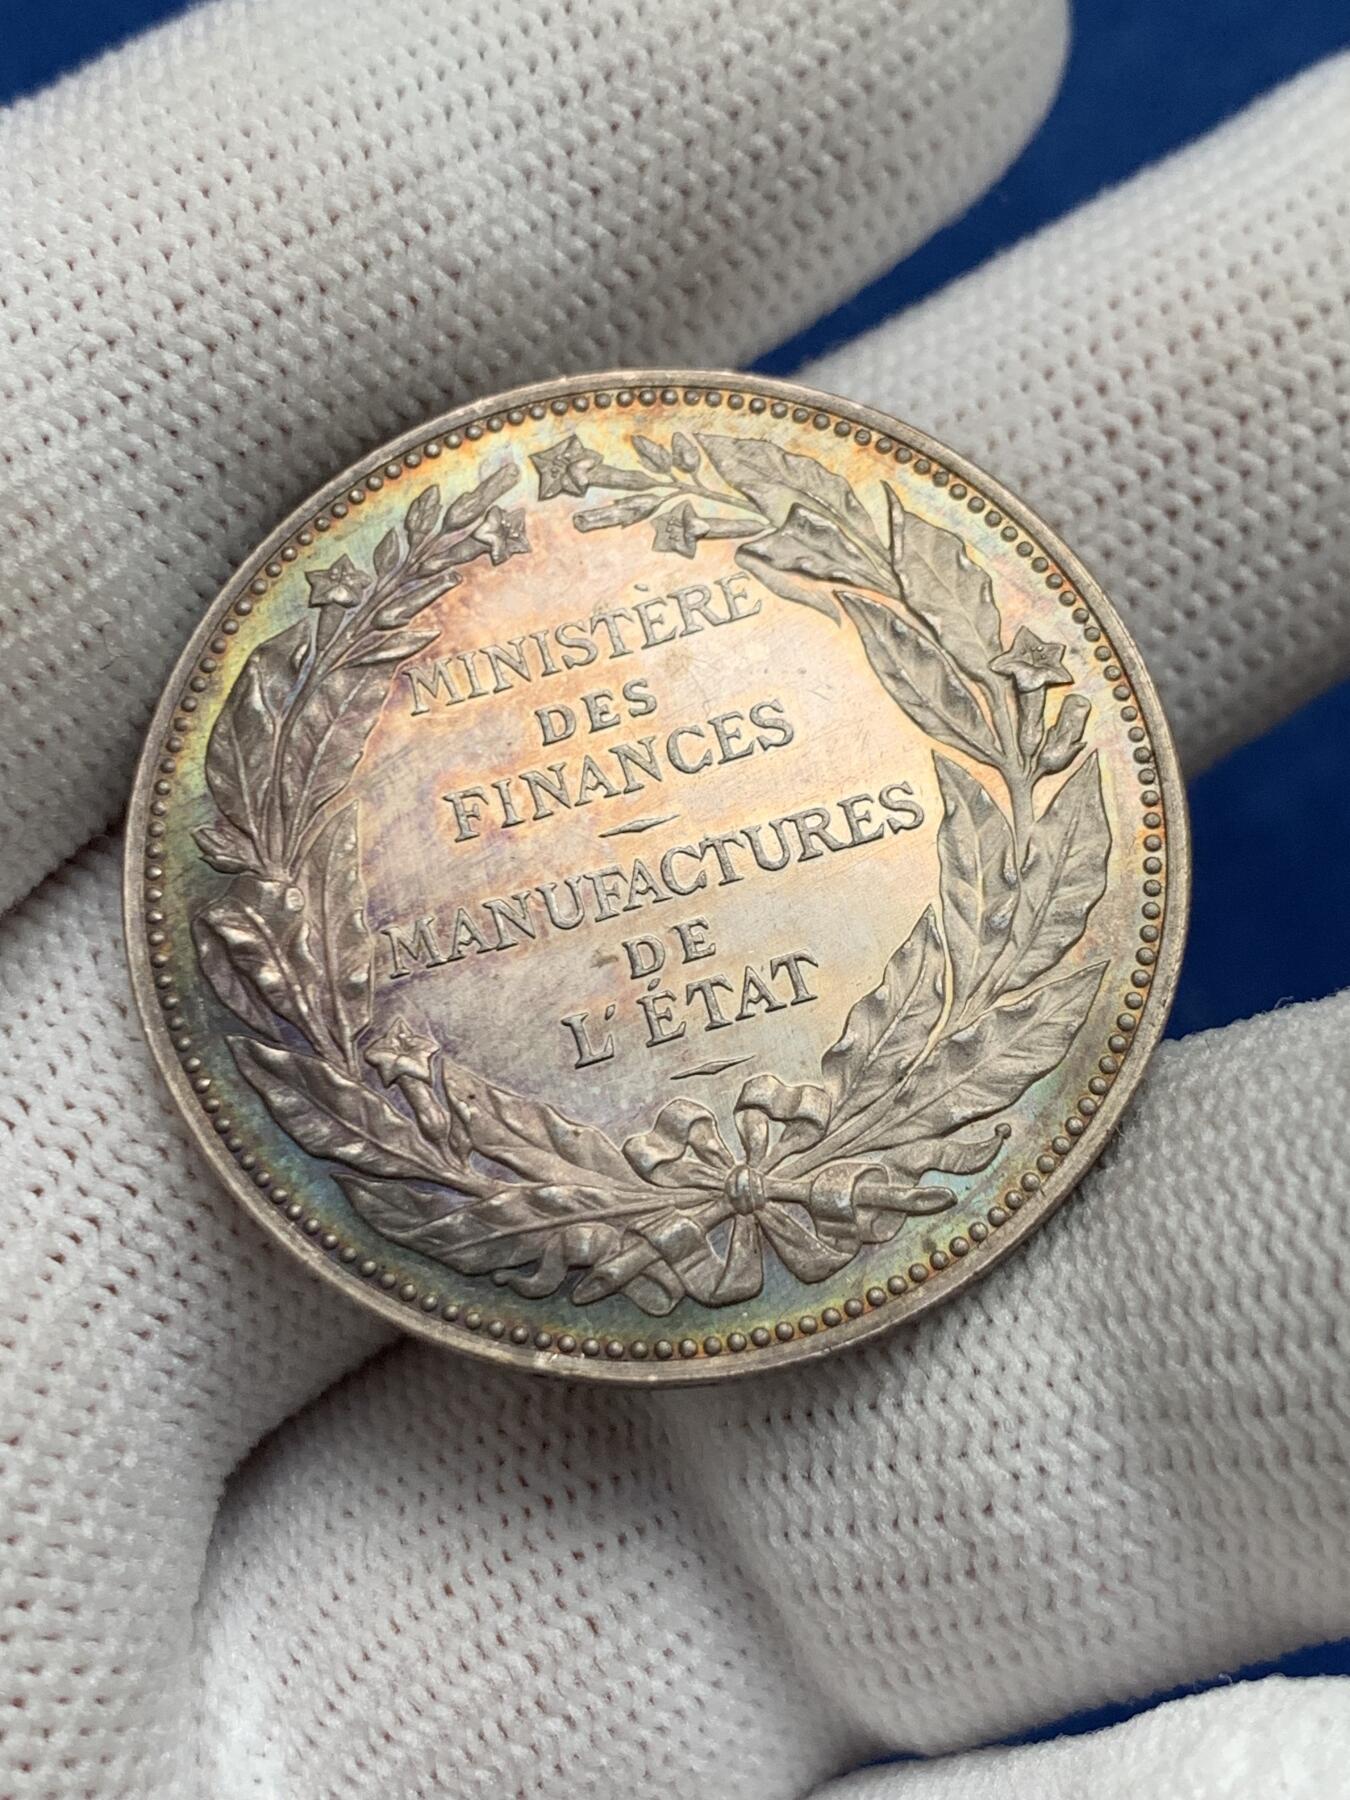 MINISTÈRE
DES
FINANCES
MANUFACTURES
DE
L'ÉTAT